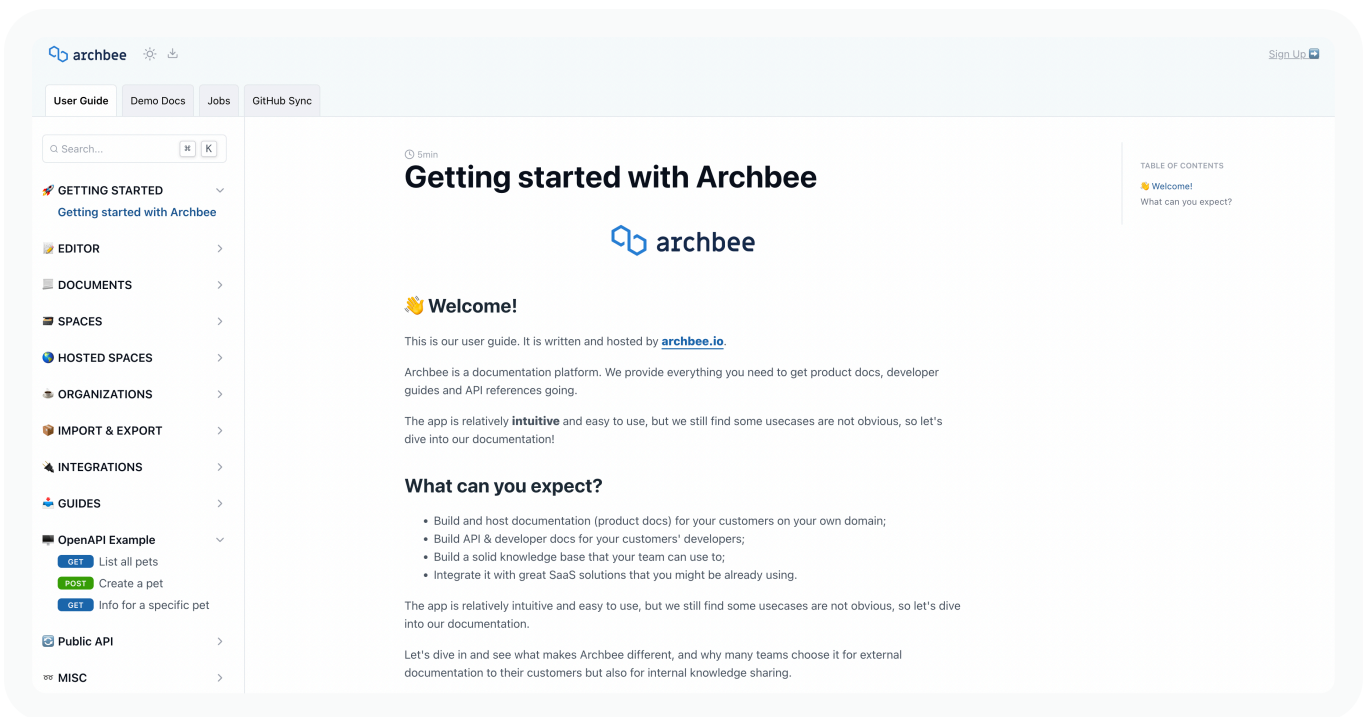 archbee
Sign Up
User Guide
Demo Docs
Jobs
GitHub Sync
Search...
⌘
K
GETTING STARTED
Getting started with Archbee
EDITOR
DOCUMENTS
SPACES
HOSTED SPACES
ORGANIZATIONS
IMPORT & EXPORT
INTEGRATIONS
GUIDES
OpenAPI Example
GET List all pets
POST Create a pet
GET Info for a specific pet
Public API
MISC
5min
Getting started with Archbee
archbee
👋 Welcome!
This is our user guide. It is written and hosted by archbee.io.
Archbee is a documentation platform. We provide everything you need to get product docs, developer
guides and API references going.
The app is relatively intuitive and easy to use, but we still find some usecases are not obvious, so let's
dive into our documentation!
What can you expect?
• Build and host documentation (product docs) for your customers on your own domain;
• Build API & developer docs for your customers' developers;
• Build a solid knowledge base that your team can use to;
• Integrate it with great SaaS solutions that you might be already using.
The app is relatively intuitive and easy to use, but we still find some usecases are not obvious, so let's dive
into our documentation.
Let's dive in and see what makes Archbee different, and why many teams choose it for external
documentation to their customers but also for internal knowledge sharing.
TABLE OF CONTENTS
👋 Welcome!
What can you expect?